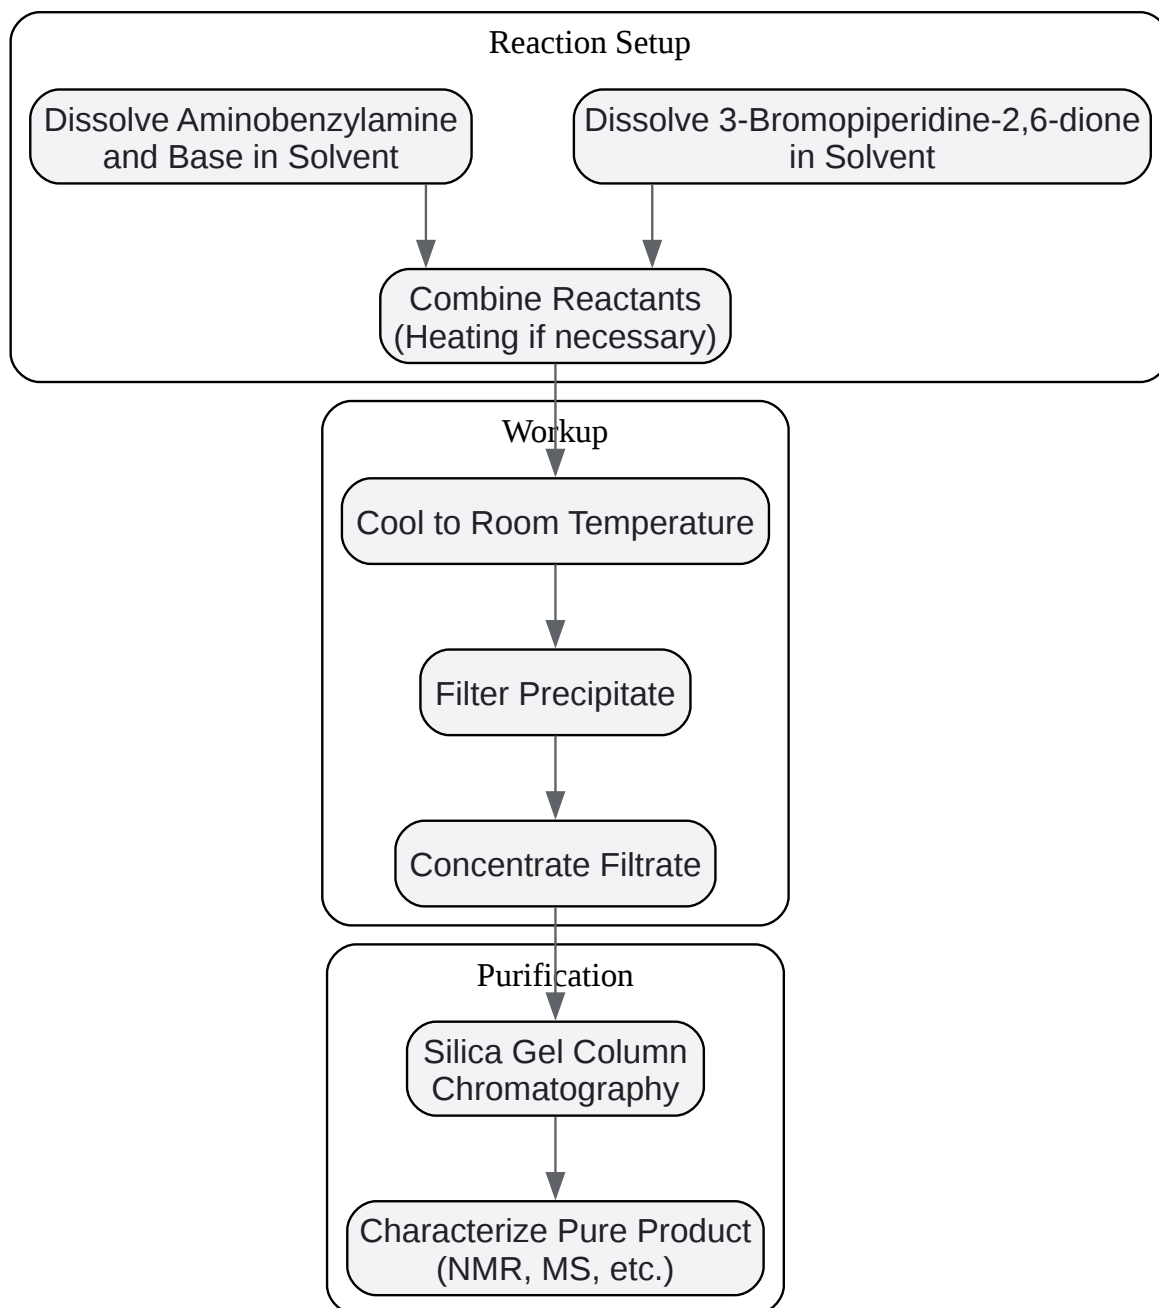 Reaction Setup
Dissolve Aminobenzylamine
and Base in Solvent
Dissolve 3-Bromopiperidine-2,6-dione
in Solvent
Combine Reactants
(Heating if necessary)
Workup
Cool to Room Temperature
Filter Precipitate
Concentrate Filtrate
Purification
Silica Gel Column
Chromatography
Characterize Pure Product
(NMR, MS, etc.)